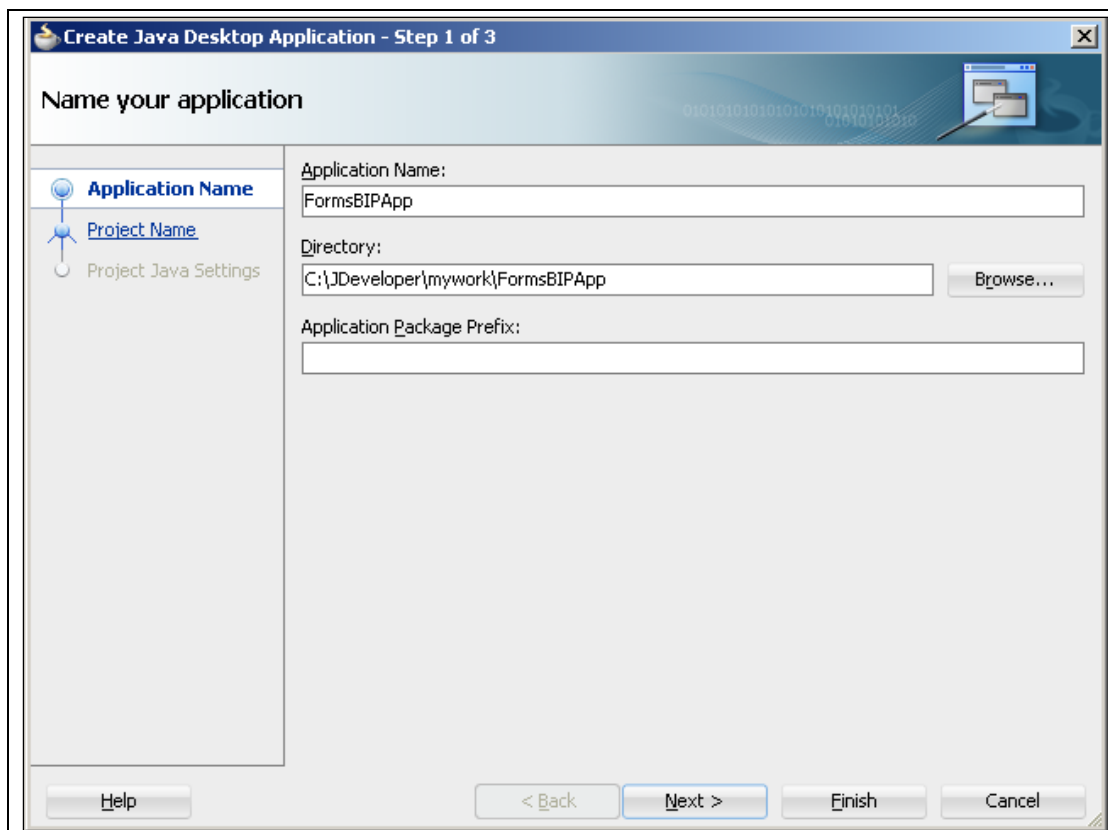 Create Java Desktop Application - Step 1 of 3
Name your application
Application Name
Project Name
Project Java Settings
Application Name:
FormsBIPApp
Directory:
C:\JDeveloper\mywork\FormsBIPApp
Browse...
Application Package Prefix:
Help
< Back
Next >
Finish
Cancel